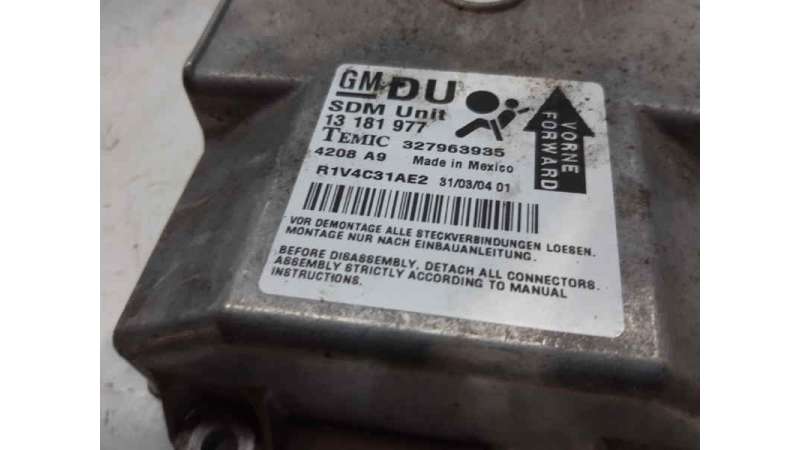 GM DU
SDM Unit
13 181 977
TEMIC 327963935
4208 A9 Made in Mexico
R1V4C31AE2 31/03/04 01
VORNE
FORWARD
VOR DEMONTAGE ALLE STECKVERBINDUNGEN LOESEN.
MONTAGE NUR NACH EINBAUANLEITUNG.
BEFORE DISASSEMBLY, DETACH ALL CONNECTORS.
ASSEMBLY STRICTLY ACCORDING TO MANUAL
INSTRUCTIONS.